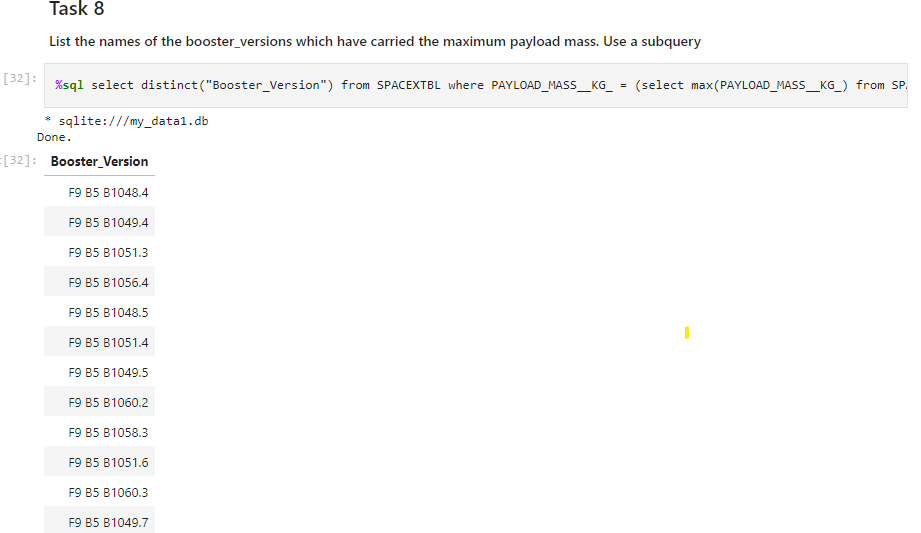 Task 8
List the names of the booster_versions which have carried the maximum payload mass. Use a subquery
[32]: %sql select distinct("Booster_Version") from SPACEXTBL where PAYLOAD_MASS__KG_ = (select max(PAYLOAD_MASS__KG_) from SPA
* sqlite:///my_data1.db
Done.
[32]: Booster_Version
F9 B5 B1048.4
F9 B5 B1049.4
F9 B5 B1051.3
F9 B5 B1056.4
F9 B5 B1048.5
F9 B5 B1051.4
F9 B5 B1049.5
F9 B5 B1060.2
F9 B5 B1058.3
F9 B5 B1051.6
F9 B5 B1060.3
F9 B5 B1049.7